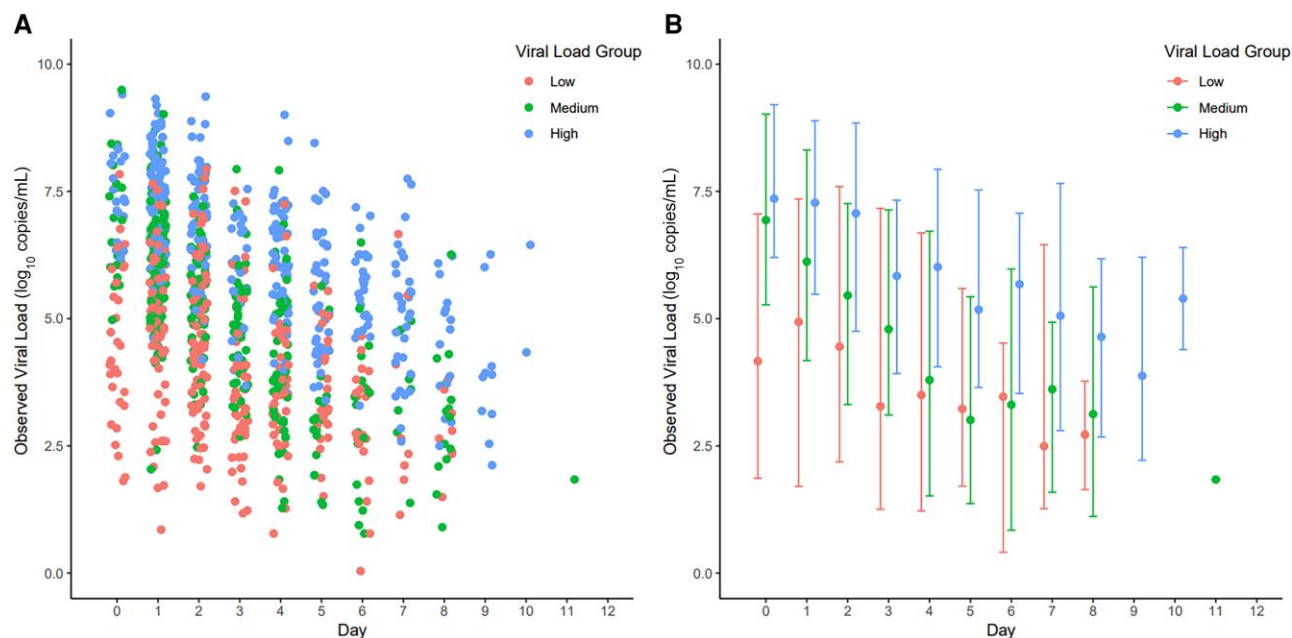 A
Viral Load Group
Low
Medium
High
10.0
7.5
5.0
2.5
0.0
Observed Viral Load (log10 copies/mL)
0 1 2 3 4 5 6 7 8 9 10 11 12
Day
B
Viral Load Group
Low
Medium
High
10.0
7.5
5.0
2.5
0.0
Observed Viral Load (log10 copies/mL)
0 1 2 3 4 5 6 7 8 9 10 11 12
Day